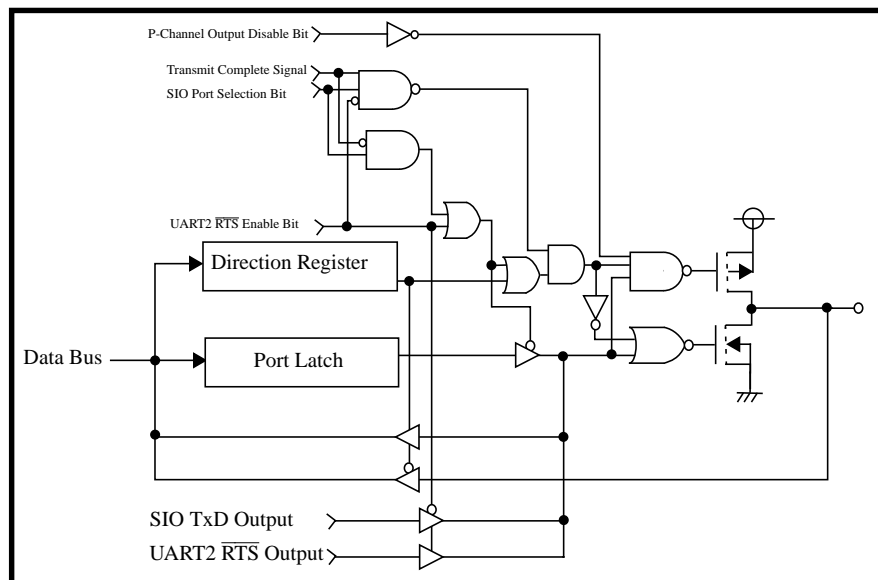 P-Channel Output Disable Bit
Transmit Complete Signal
SIO Port Selection Bit
UART2 RTS Enable Bit
Direction Register
Data Bus
Port Latch
SIO TxD Output
UART2 RTS Output